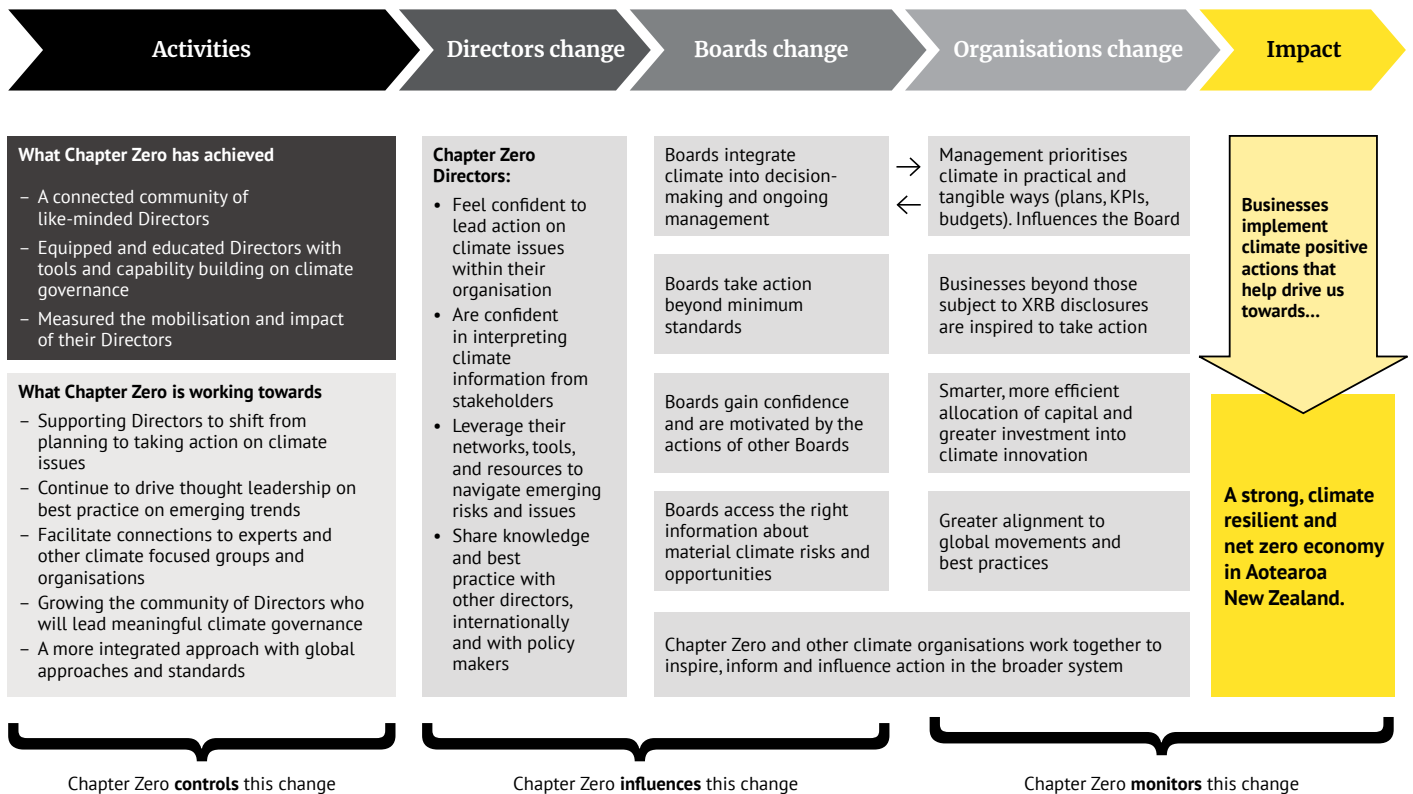 Activities
Directors change
Boards change
Organisations change
Impact
What Chapter Zero has achieved
– A connected community of
like-minded Directors
– Equipped and educated Directors with
tools and capability building on climate
governance
– Measured the mobilisation and impact
of their Directors
What Chapter Zero is working towards
– Supporting Directors to shift from
planning to taking action on climate
issues
– Continue to drive thought leadership on
best practice on emerging trends
– Facilitate connections to experts and
other climate focused groups and
organisations
– Growing the community of Directors who
will lead meaningful climate governance
– A more integrated approach with global
approaches and standards
Chapter Zero
Directors:
• Feel confident to
lead action on
climate issues
within their
organisation
• Are confident
in interpreting
climate
information from
stakeholders
• Leverage their
networks, tools,
and resources to
navigate emerging
risks and issues
• Share knowledge
and best
practice with
other directors,
internationally
and with policy
makers
Boards integrate
climate into decision-
making and ongoing
management
Boards take action
beyond minimum
standards
Boards gain confidence
and are motivated by the
actions of other Boards
Boards access the right
information about
material climate risks and
opportunities
Management prioritises
climate in practical and
tangible ways (plans, KPIs,
budgets). Influences the Board
Businesses beyond those
subject to XRB disclosures
are inspired to take action
Smarter, more efficient
allocation of capital and
greater investment into
climate innovation
Greater alignment to
global movements and
best practices
Chapter Zero and other climate organisations work together to
inspire, inform and influence action in the broader system
Businesses
implement
climate positive
actions that
help drive us
towards...
A strong, climate
resilient and
net zero economy
in Aotearoa
New Zealand.
Chapter Zero controls this change
Chapter Zero influences this change
Chapter Zero monitors this change